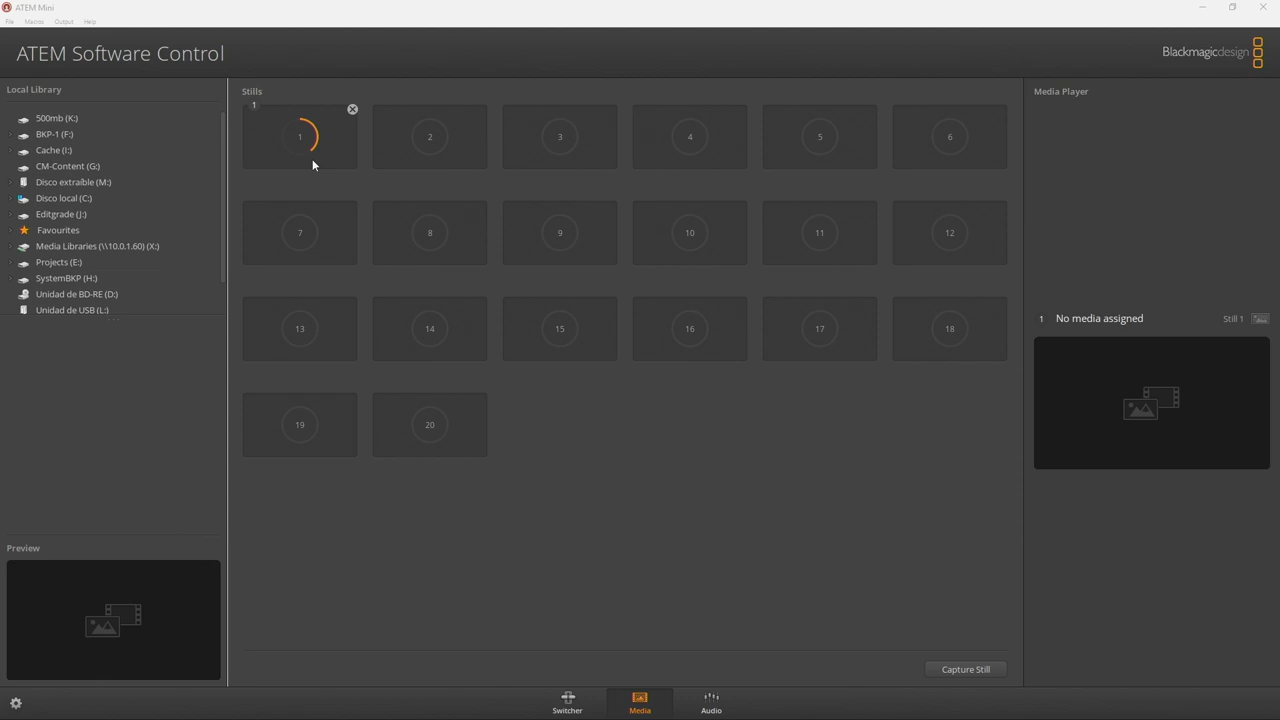 ATEM Mini
File Macros Output Help
ATEM Software Control
Blackmagicdesign
Local Library
500mb (K:)
BKP-1 (F:)
Cache (I:)
CM-Content (G:)
Disco extraíble (M:)
Disco local (C:)
Editgrade (J:)
Favourites
Media Libraries (\\10.0.1.60) (X:)
Projects (E:)
SystemBKP (H:)
Unidad de BD-RE (D:)
Unidad de USB (L:)
Preview
Stills
1
1 2 3 4 5 6
7 8 9 10 11 12
13 14 15 16 17 18
19 20
Capture Still
Media Player
1 No media assigned Still 1
Switcher Media Audio